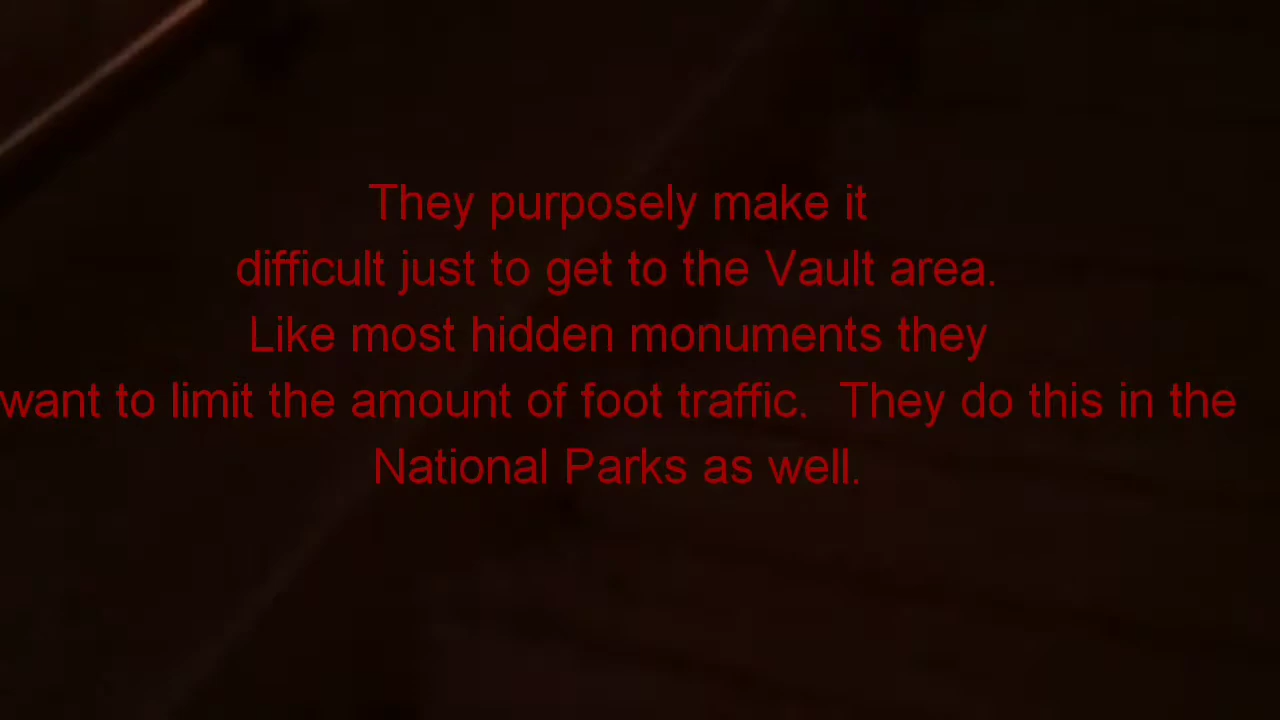 They purposely make it
difficult just to get to the Vault area.
Like most hidden monuments they
want to limit the amount of foot traffic.  They do this in the
National Parks as well.